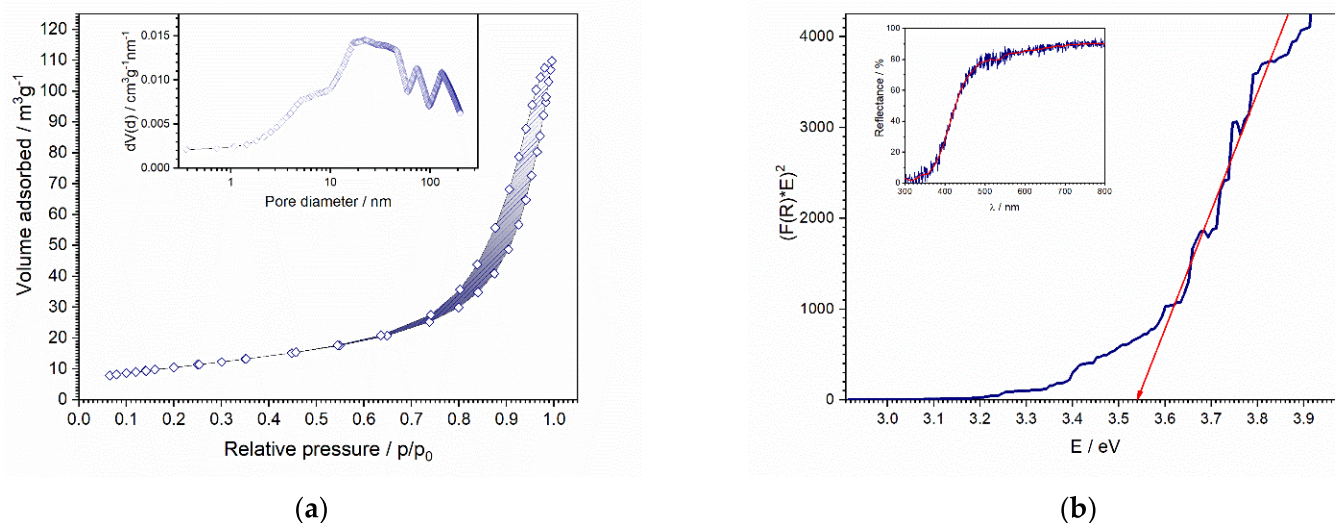 130
120
110
100
90
80
70
60
50
40
30
20
10
0
Volume adsorbed / m³g⁻¹
0.0 0.1 0.2 0.3 0.4 0.5 0.6 0.7 0.8 0.9 1.0
Relative pressure / p/p₀
0.015
0.010
0.005
0.000
dV(d) / cm³g⁻¹nm⁻¹
1 10 100
Pore diameter / nm
(a)
4000
3000
2000
1000
0
(F(R)*E)²
3.0 3.1 3.2 3.3 3.4 3.5 3.6 3.7 3.8 3.9
E / eV
100
80
60
40
20
0
Reflectance / %
300 400 500 600 700 800
λ / nm
(b)